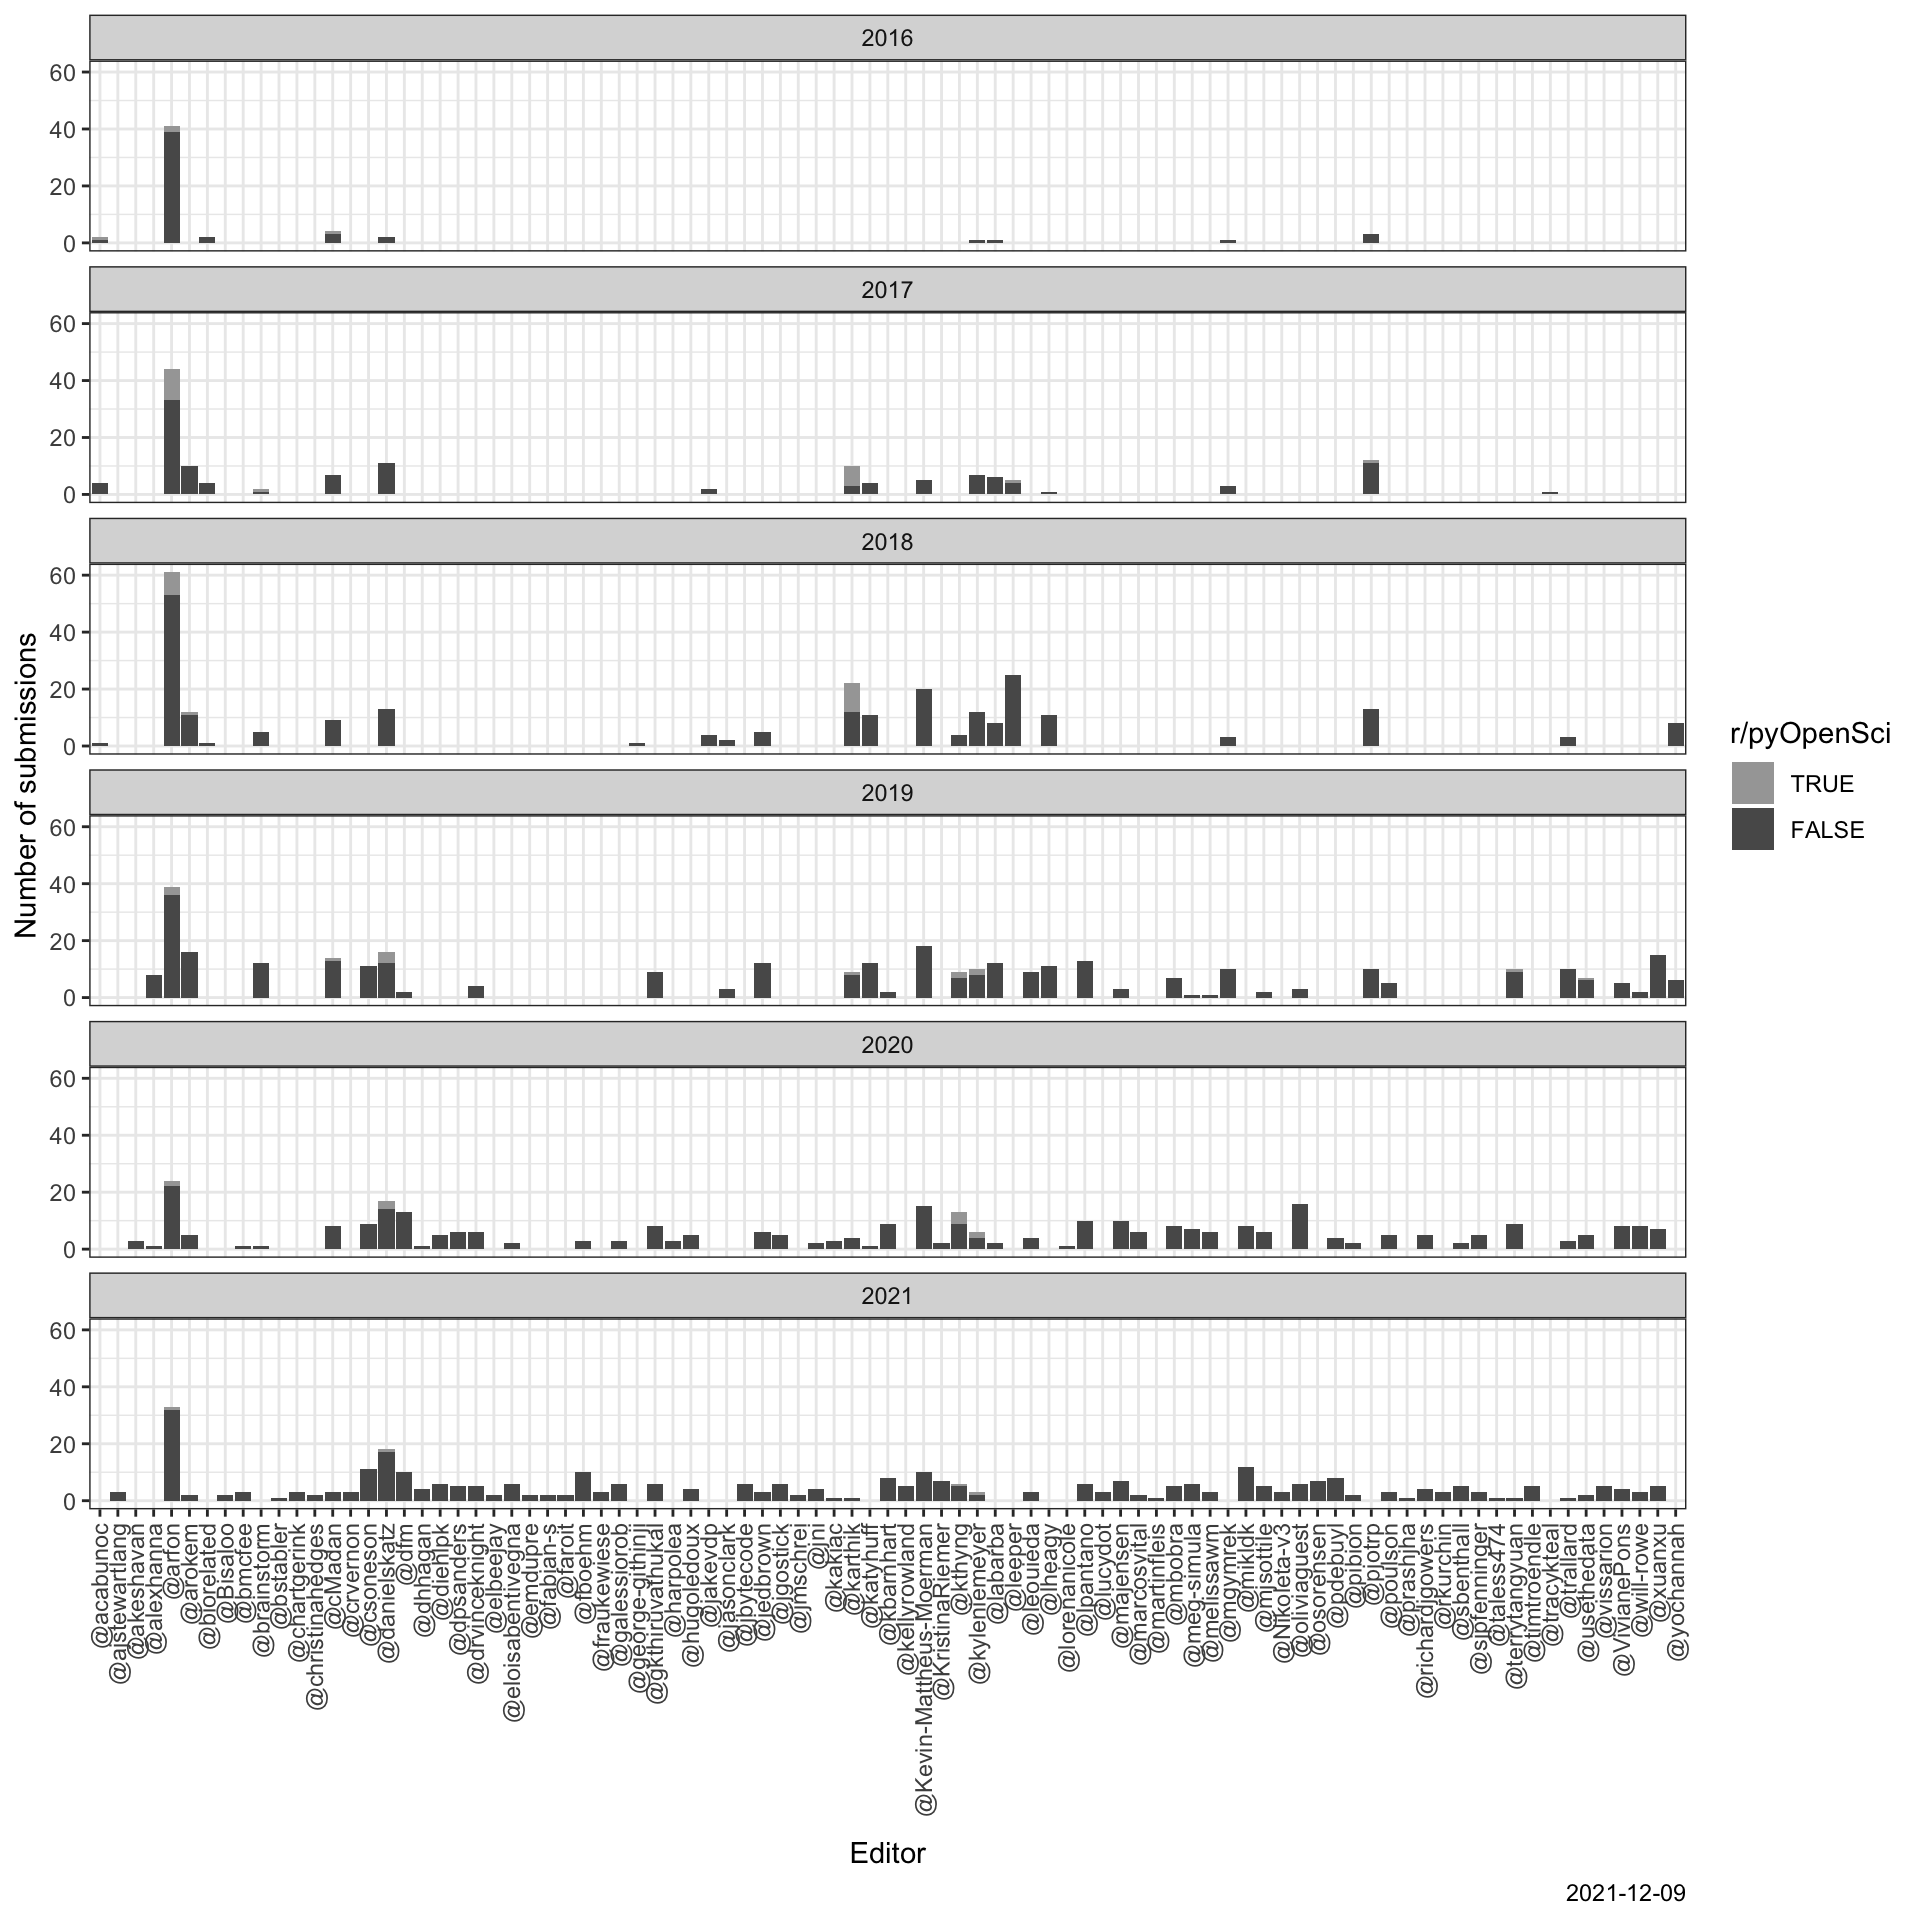 2016
60
40
20
0
2017
60
40
20
0
2018
60
40
20
0
2019
60
40
20
0
2020
60
40
20
0
2021
60
40
20
0
Number of submissions
@acabunoc
@ajstewartlang
@akeshavan
@alexhanna
@arfon
@arokem
@biorelated
@Bisaloo
@bmcfee
@brainstorm
@bstabler
@chartgerink
@christinahedges
@cMadan
@crvernon
@csoneson
@danielskatz
@dfm
@dhhagan
@diehlpk
@dpsanders
@drvinceknight
@elbeejay
@eloisabentivegna
@emdupre
@fabian-s
@faroit
@fboehm
@fraukewiese
@galessiorob
@george-githinji
@gkthiruvathukal
@harpolea
@hugoledoux
@jakevdp
@jasonclark
@jbytecode
@jedbrown
@jgostick
@jmschrei
@jni
@kakiac
@karthik
@katyhuff
@kbarnhart
@kellyrowland
@Kevin-Mattheus-Moerman
@KristinaRiemer
@kthyng
@kyleniemeyer
@labarba
@leeper
@leouieda
@lheagy
@lorenanicole
@lpantano
@lucydot
@majensen
@marcosvital
@martinfleis
@mbobra
@meg-simula
@melissawm
@mgymrek
@mikldk
@mjsottile
@Nikoleta-v3
@oliviaguest
@osorensen
@pdebuyl
@pibion
@pjotrp
@poulson
@prashjha
@richardjgowers
@rkurchin
@sbenthall
@sjpfenninger
@taless474
@terrytangyuan
@timtroendle
@tracykteal
@trallard
@usethedata
@vissarion
@VivianePons
@will-rowe
@xuanxu
@yochannah
Editor
r/pyOpenSci
TRUE
FALSE
2021-12-09